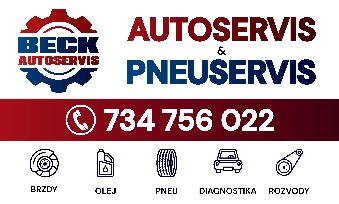 BECK
AUTOSERVIS
AUTOSERVIS
&
PNEUSERVIS
734 756 022
BRZDY
OLEJ
PNEU
DIAGNOSTIKA
ROZVODY